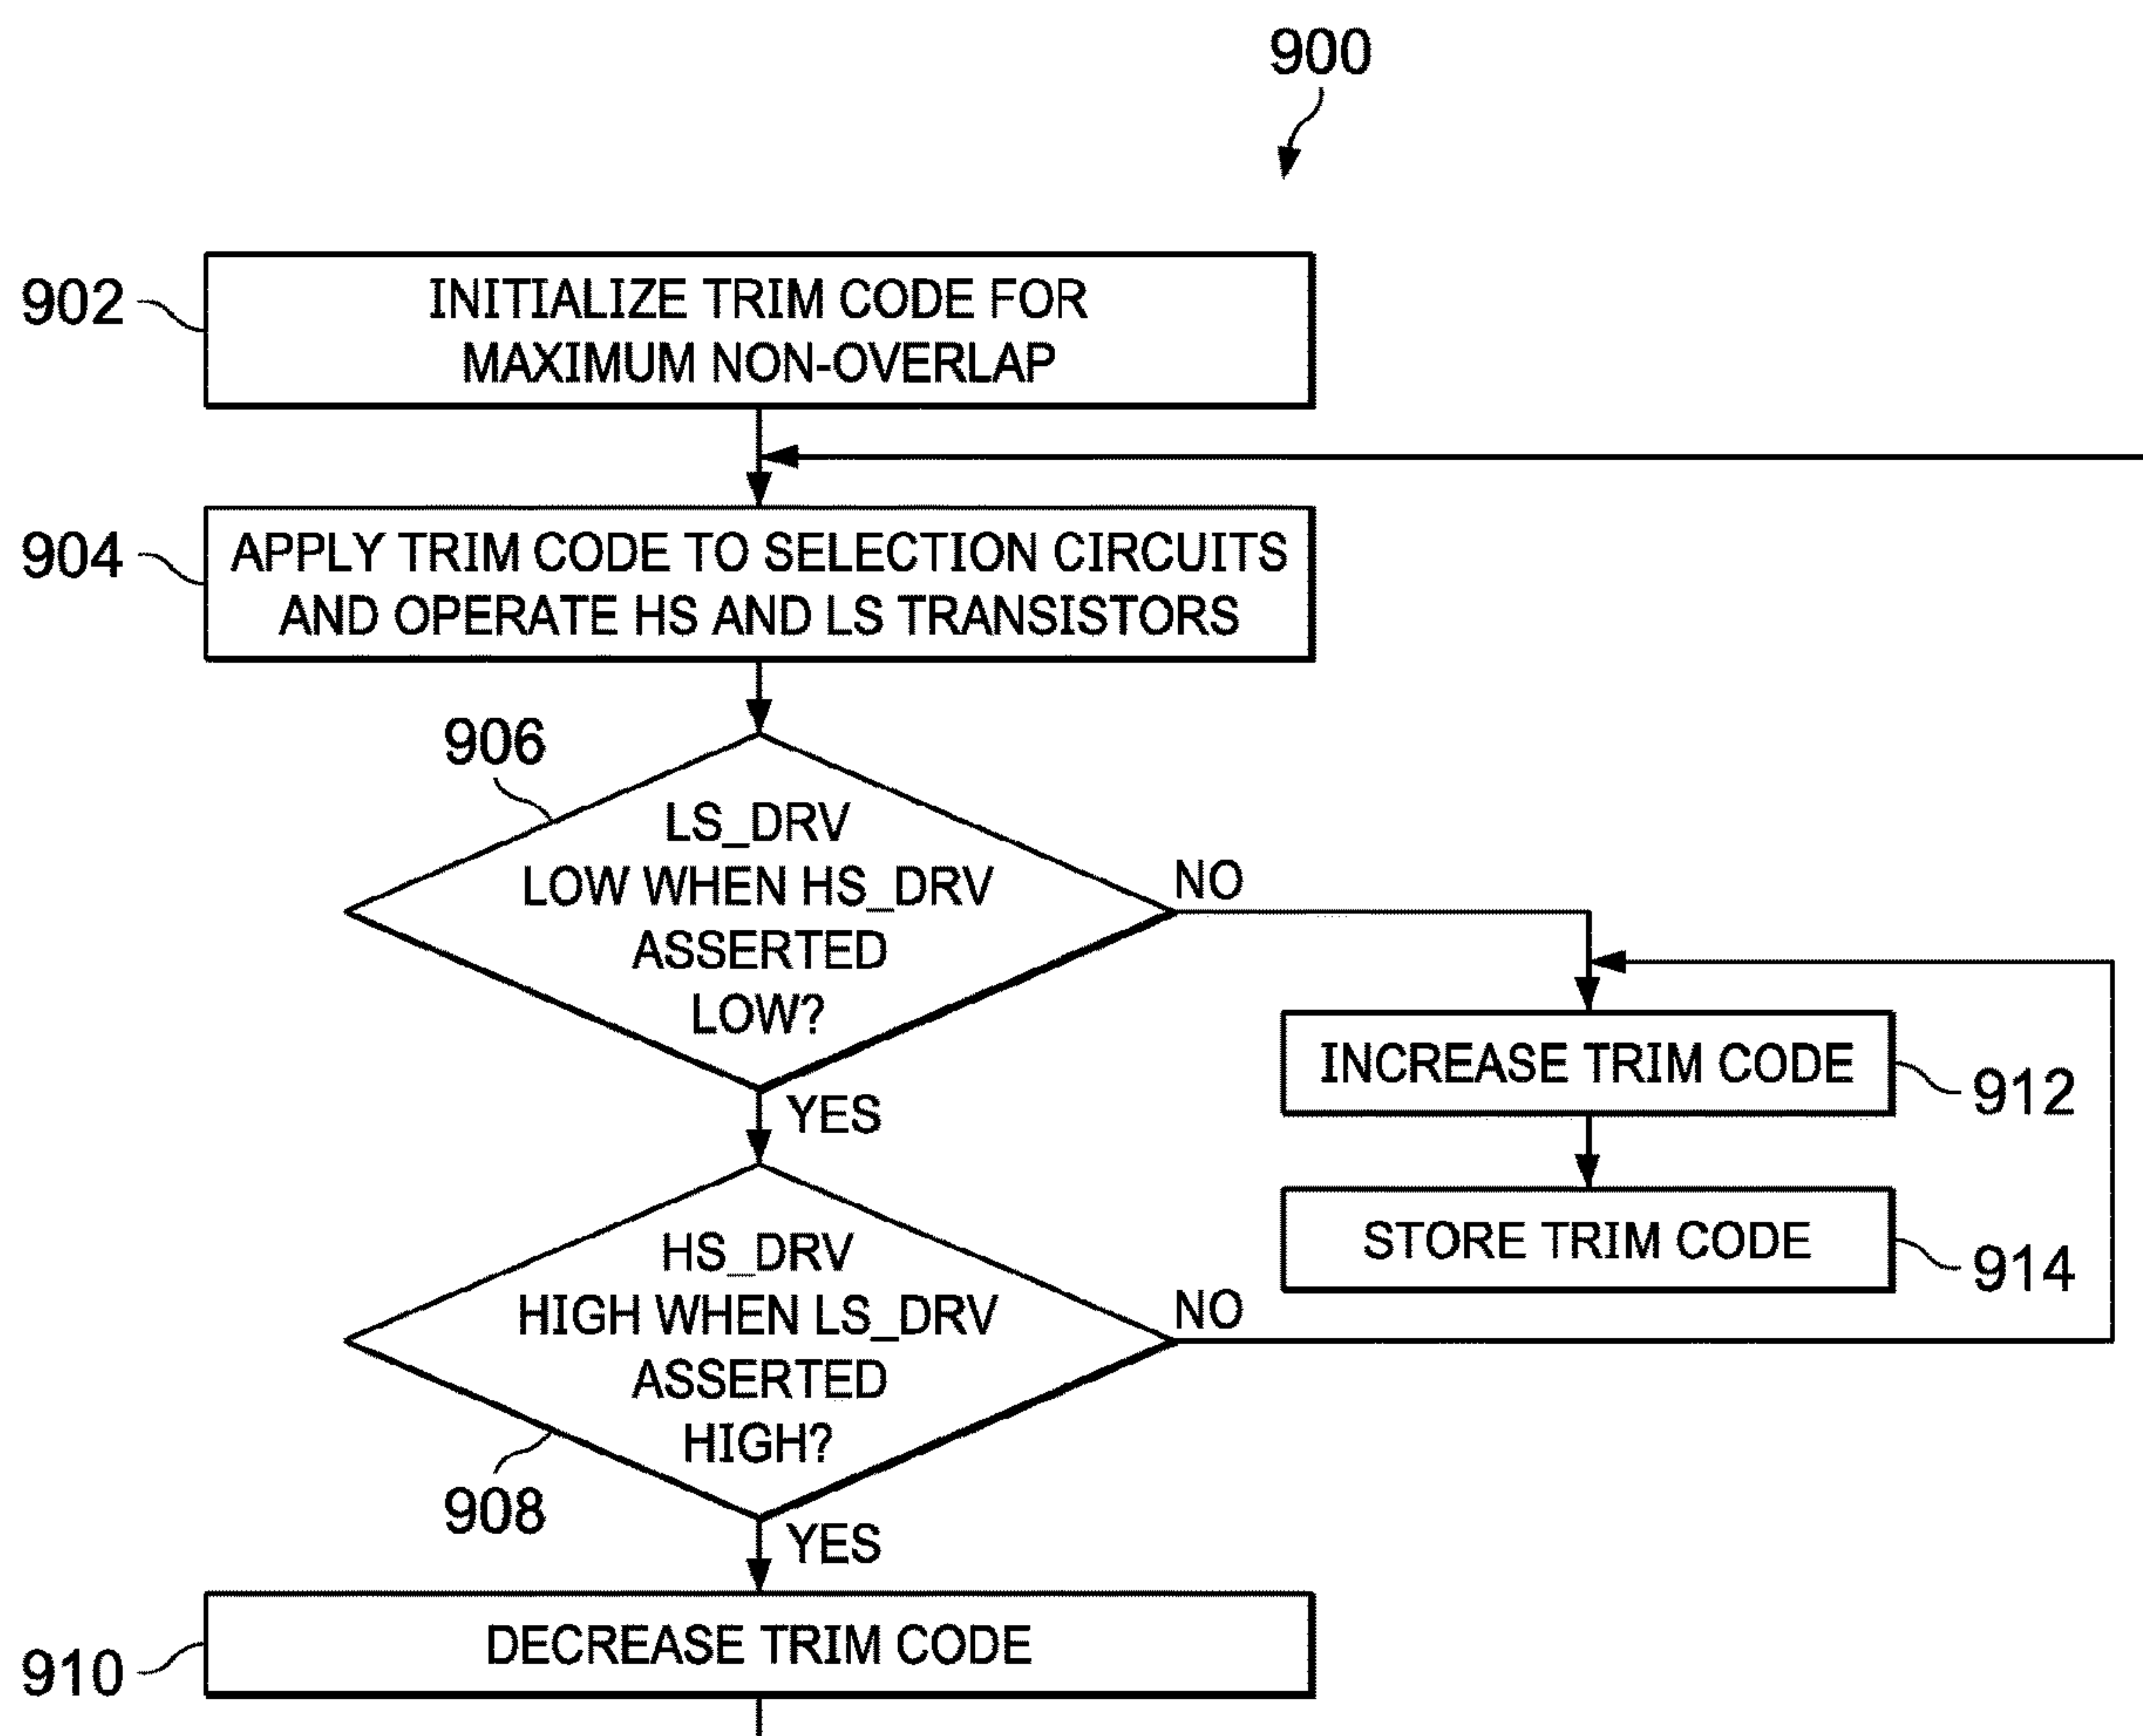 900
902
INITIALIZE TRIM CODE FOR
MAXIMUM NON-OVERLAP
904
APPLY TRIM CODE TO SELECTION CIRCUITS
AND OPERATE HS AND LS TRANSISTORS
906
LS_DRV
LOW WHEN HS_DRV
ASSERTED
LOW?
NO
YES
INCREASE TRIM CODE
912
STORE TRIM CODE
914
HS_DRV
HIGH WHEN LS_DRV
ASSERTED
HIGH?
NO
908
YES
DECREASE TRIM CODE
910